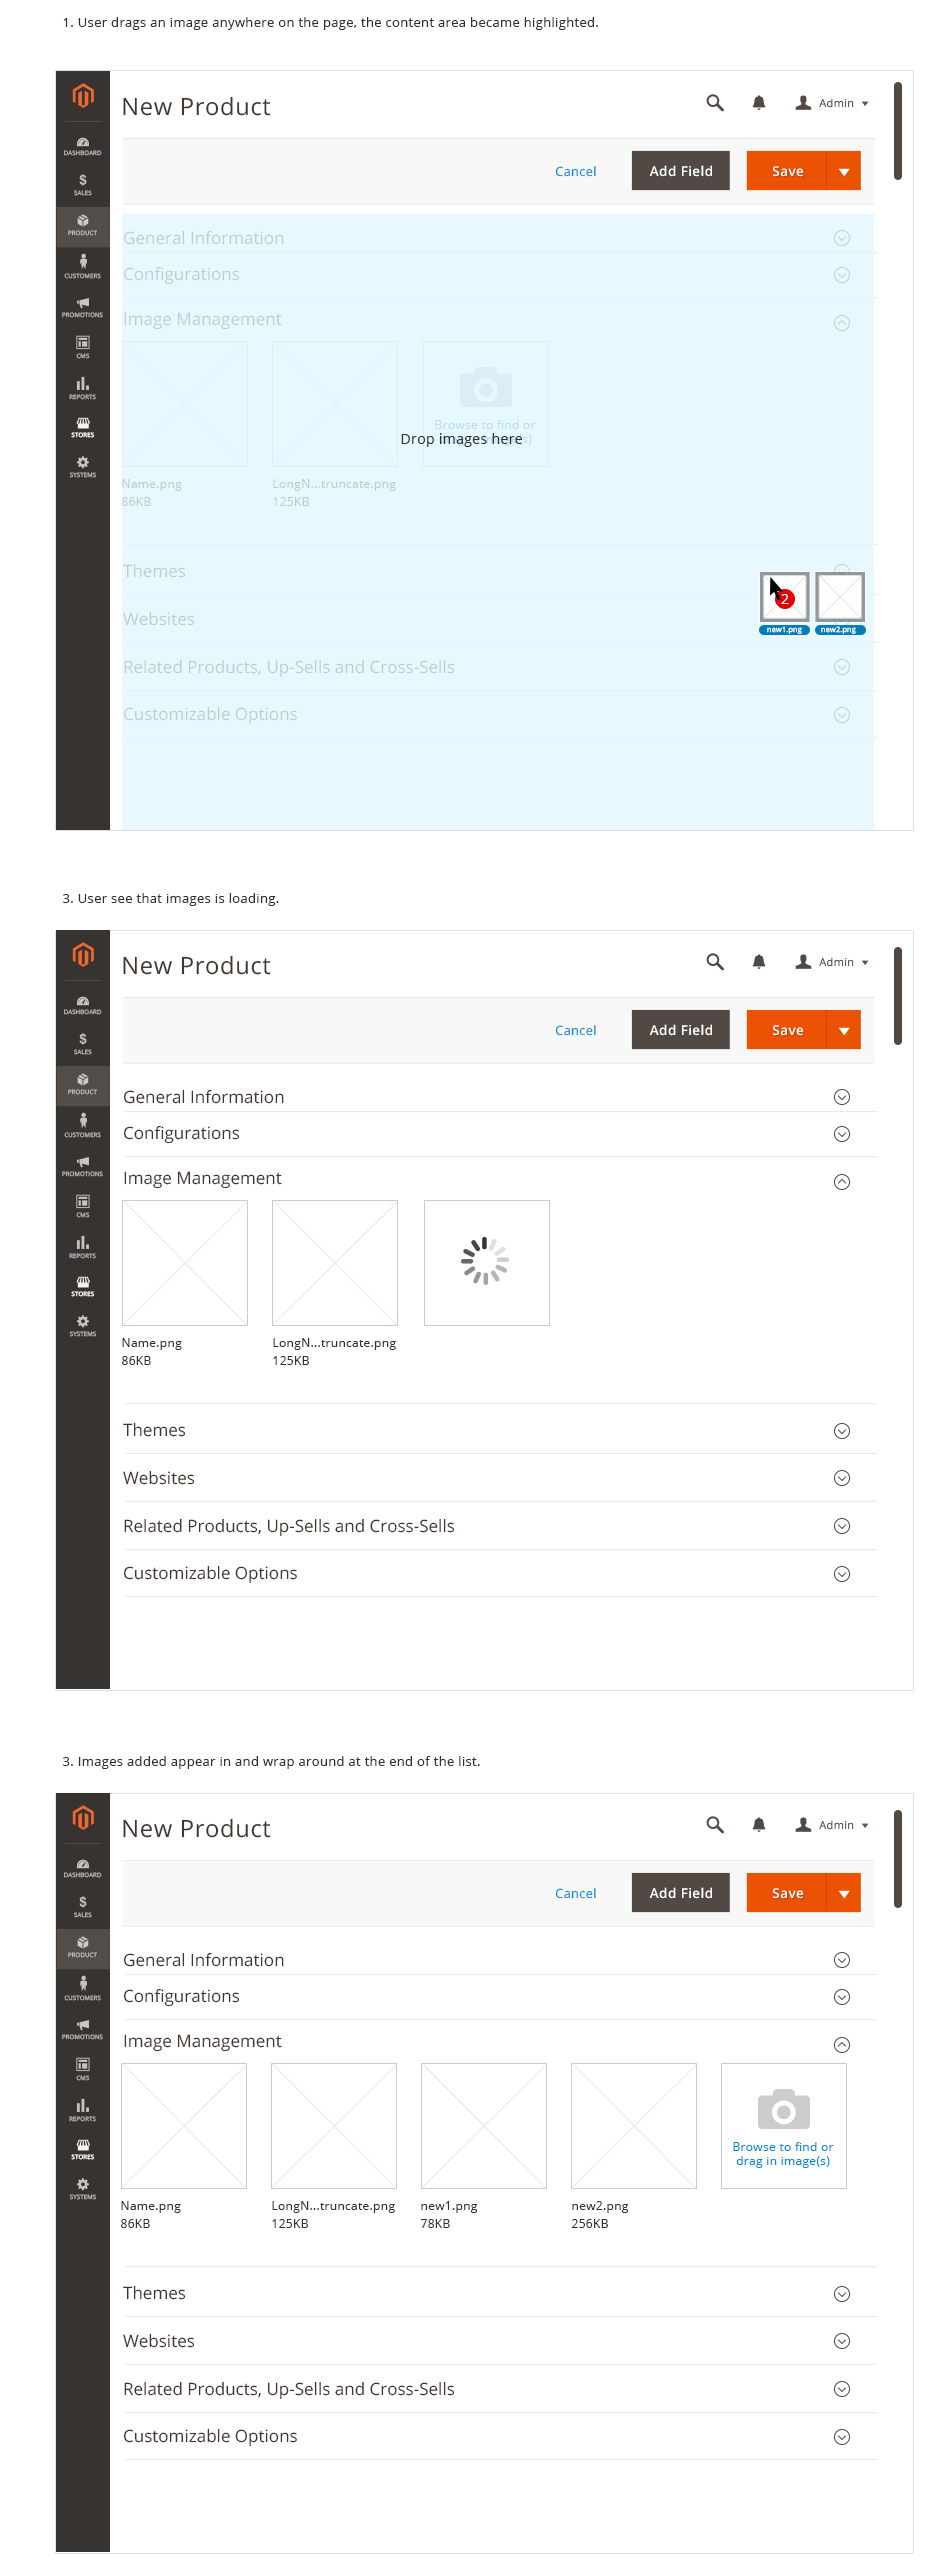 1. User drags an image anywhere on the page, the content area became highlighted.
New Product
Admin
DASHBOARD
SALES
PRODUCT
CUSTOMERS
PROMOTIONS
CMS
REPORTS
STORES
SYSTEMS
Cancel
Add Field
Save
General Information
Configurations
Image Management
Browse to find or
Drop images here
Name.png
86KB
LongN...truncate.png
125KB
Themes
2
new1.png
new2.png
Websites
Related Products, Up-Sells and Cross-Sells
Customizable Options
3. User see that images is loading.
New Product
Admin
DASHBOARD
SALES
PRODUCT
CUSTOMERS
PROMOTIONS
CMS
REPORTS
STORES
SYSTEMS
Cancel
Add Field
Save
General Information
Configurations
Image Management
Name.png
86KB
LongN...truncate.png
125KB
Themes
Websites
Related Products, Up-Sells and Cross-Sells
Customizable Options
3. Images added appear in and wrap around at the end of the list.
New Product
Admin
DASHBOARD
SALES
PRODUCT
CUSTOMERS
PROMOTIONS
CMS
REPORTS
STORES
SYSTEMS
Cancel
Add Field
Save
General Information
Configurations
Image Management
Browse to find or
drag in image(s)
Name.png
86KB
LongN...truncate.png
125KB
new1.png
78KB
new2.png
256KB
Themes
Websites
Related Products, Up-Sells and Cross-Sells
Customizable Options